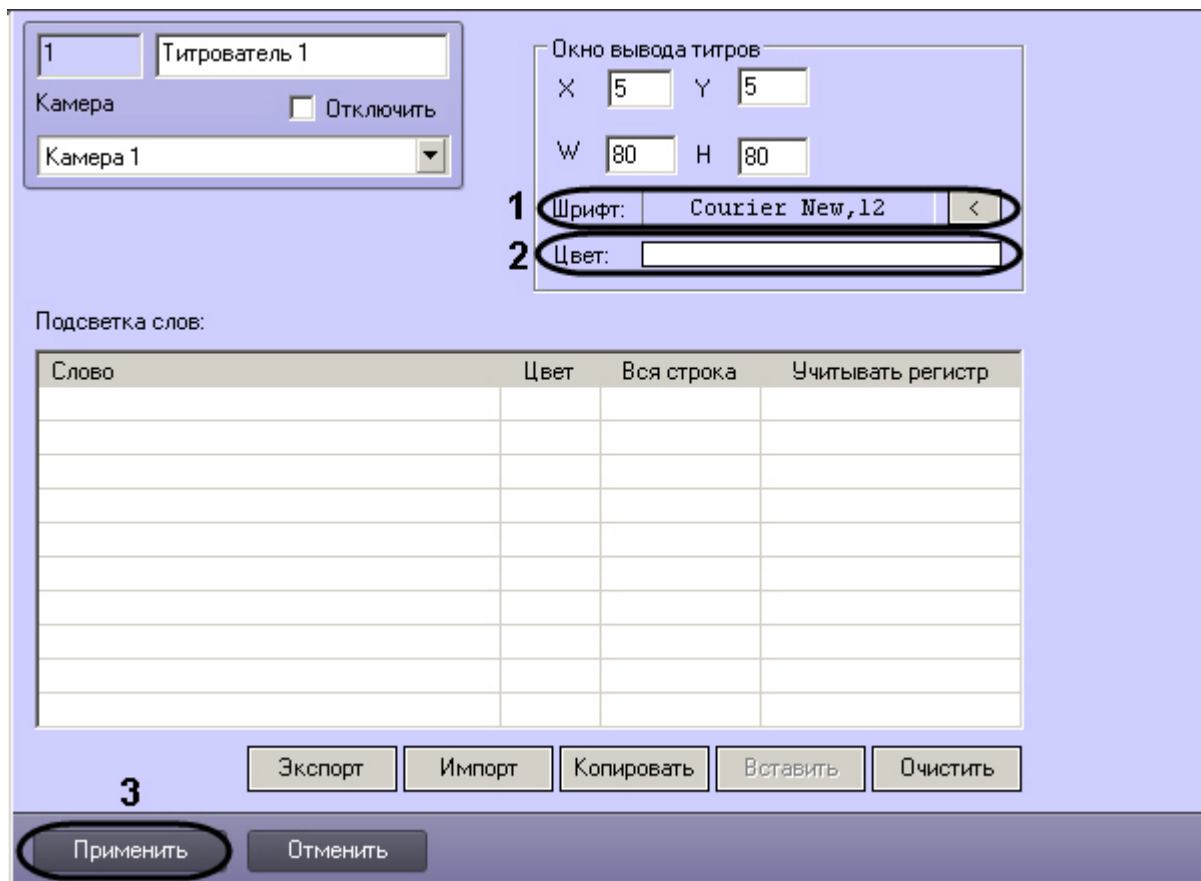 1 Титрователь 1
Камера Отключить
Камера 1
Окно вывода титров
X 5 Y 5
W 80 H 80
1 Шрифт: Courier New,12 <
2 Цвет:
Подсветка слов:
Слово Цвет Вся строка Учитывать регистр
Экспорт Импорт Копировать Вставить Очистить
3
Применить Отменить